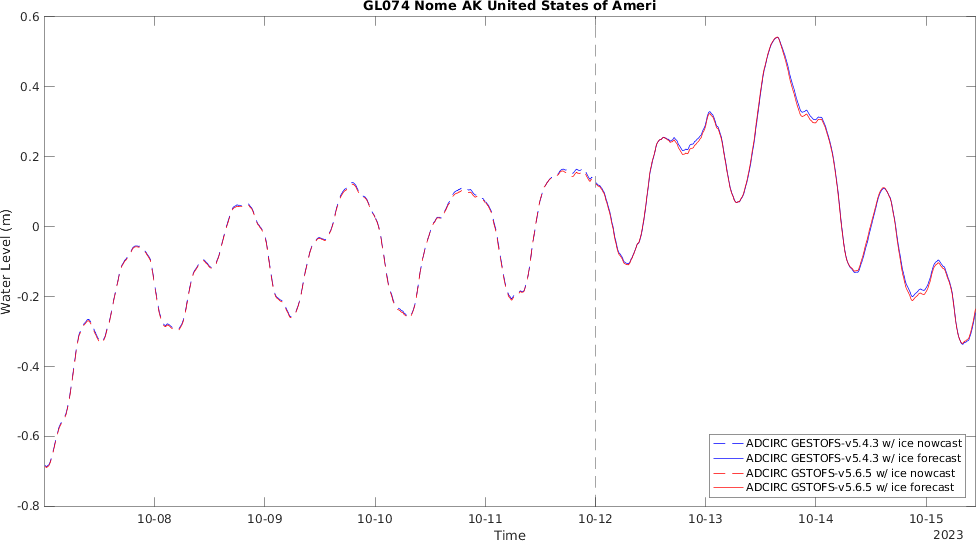 GL074 Nome AK United States of Ameri
0.6
0.4
0.2
0
-0.2
-0.4
-0.6
-0.8
Water Level (m)
ADCIRC GESTOFS-v5.4.3 w/ ice nowcast
ADCIRC GESTOFS-v5.4.3 w/ ice forecast
ADCIRC GSTOFS-v5.6.5 w/ ice nowcast
ADCIRC GSTOFS-v5.6.5 w/ ice forecast
10-08 10-09 10-10 10-11 10-12 10-13 10-14 10-15
Time
2023